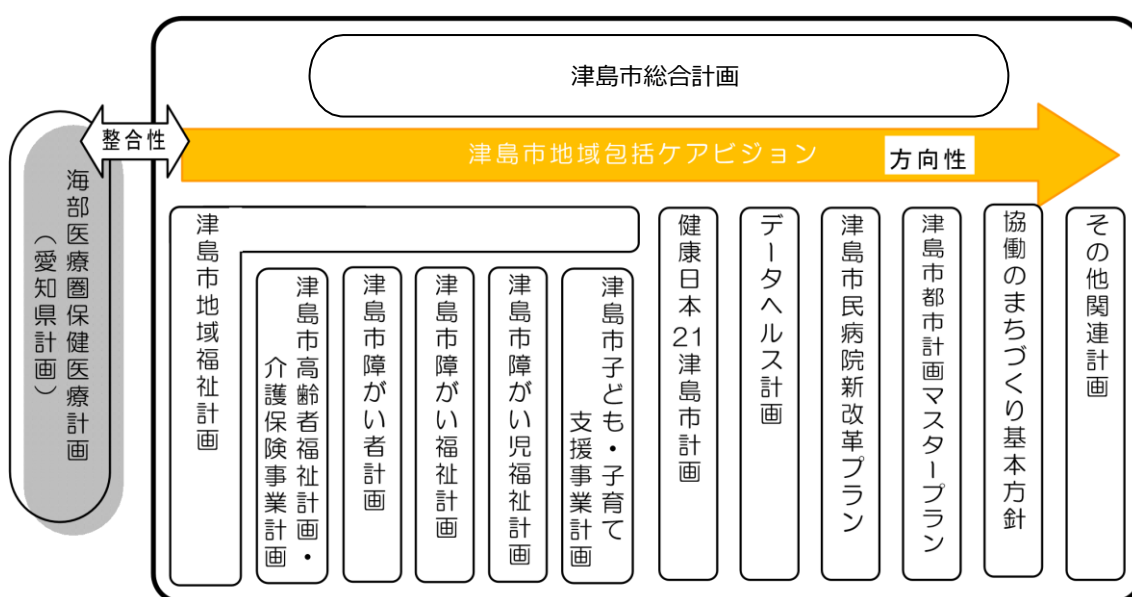 津島市総合計画
整合性
津島市地域包括ケアビジョン
方向性
海部医療圏保健医療計画
（愛知県計画）
津島市地域福祉計画
津島市高齢者福祉計画・
介護保険事業計画
津島市障がい者計画
津島市障がい福祉計画
津島市障がい児福祉計画
津島市子ども・子育て
支援事業計画
健康日本21津島市計画
データヘルス計画
津島市民病院新改革プラン
津島市都市計画マスタープラン
協働のまちづくり基本方針
その他関連計画